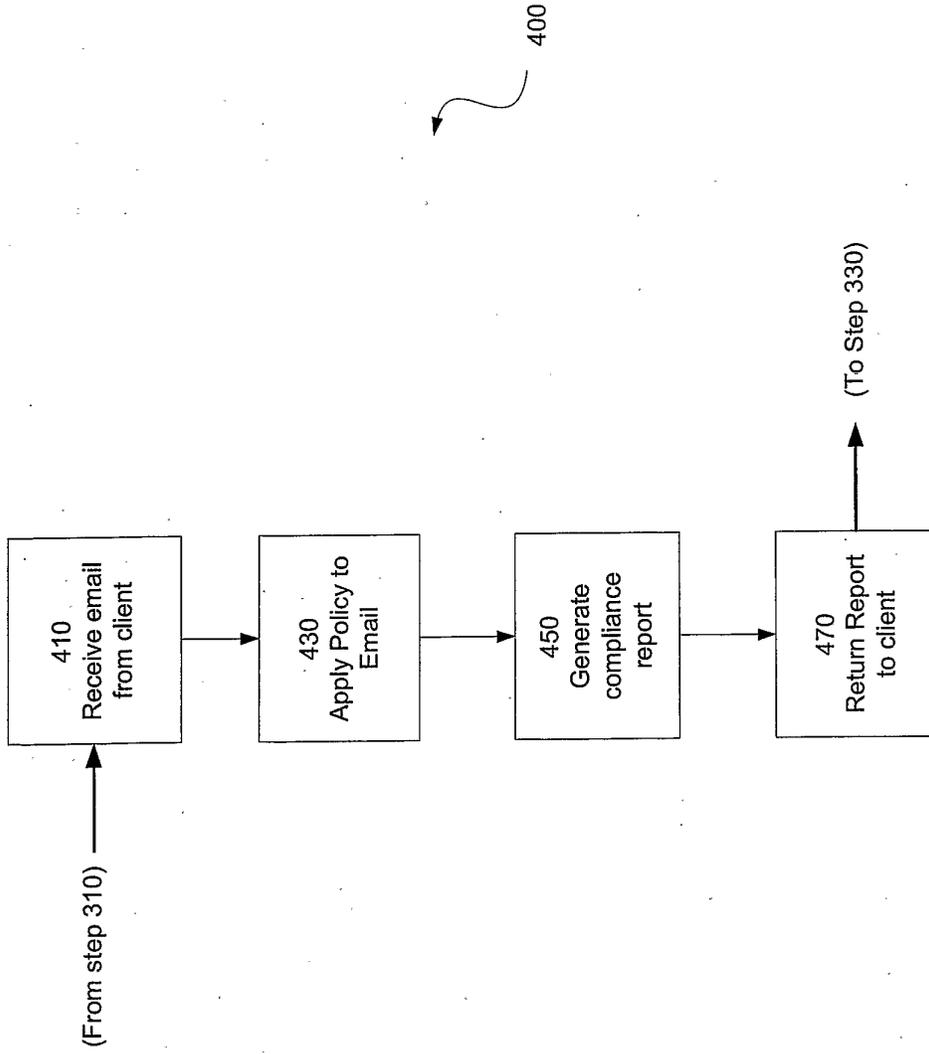 400
(From step 310)
410
Receive email
from client
430
Apply Policy to
Email
450
Generate
compliance
report
470
Return Report
to client
(To Step 330)